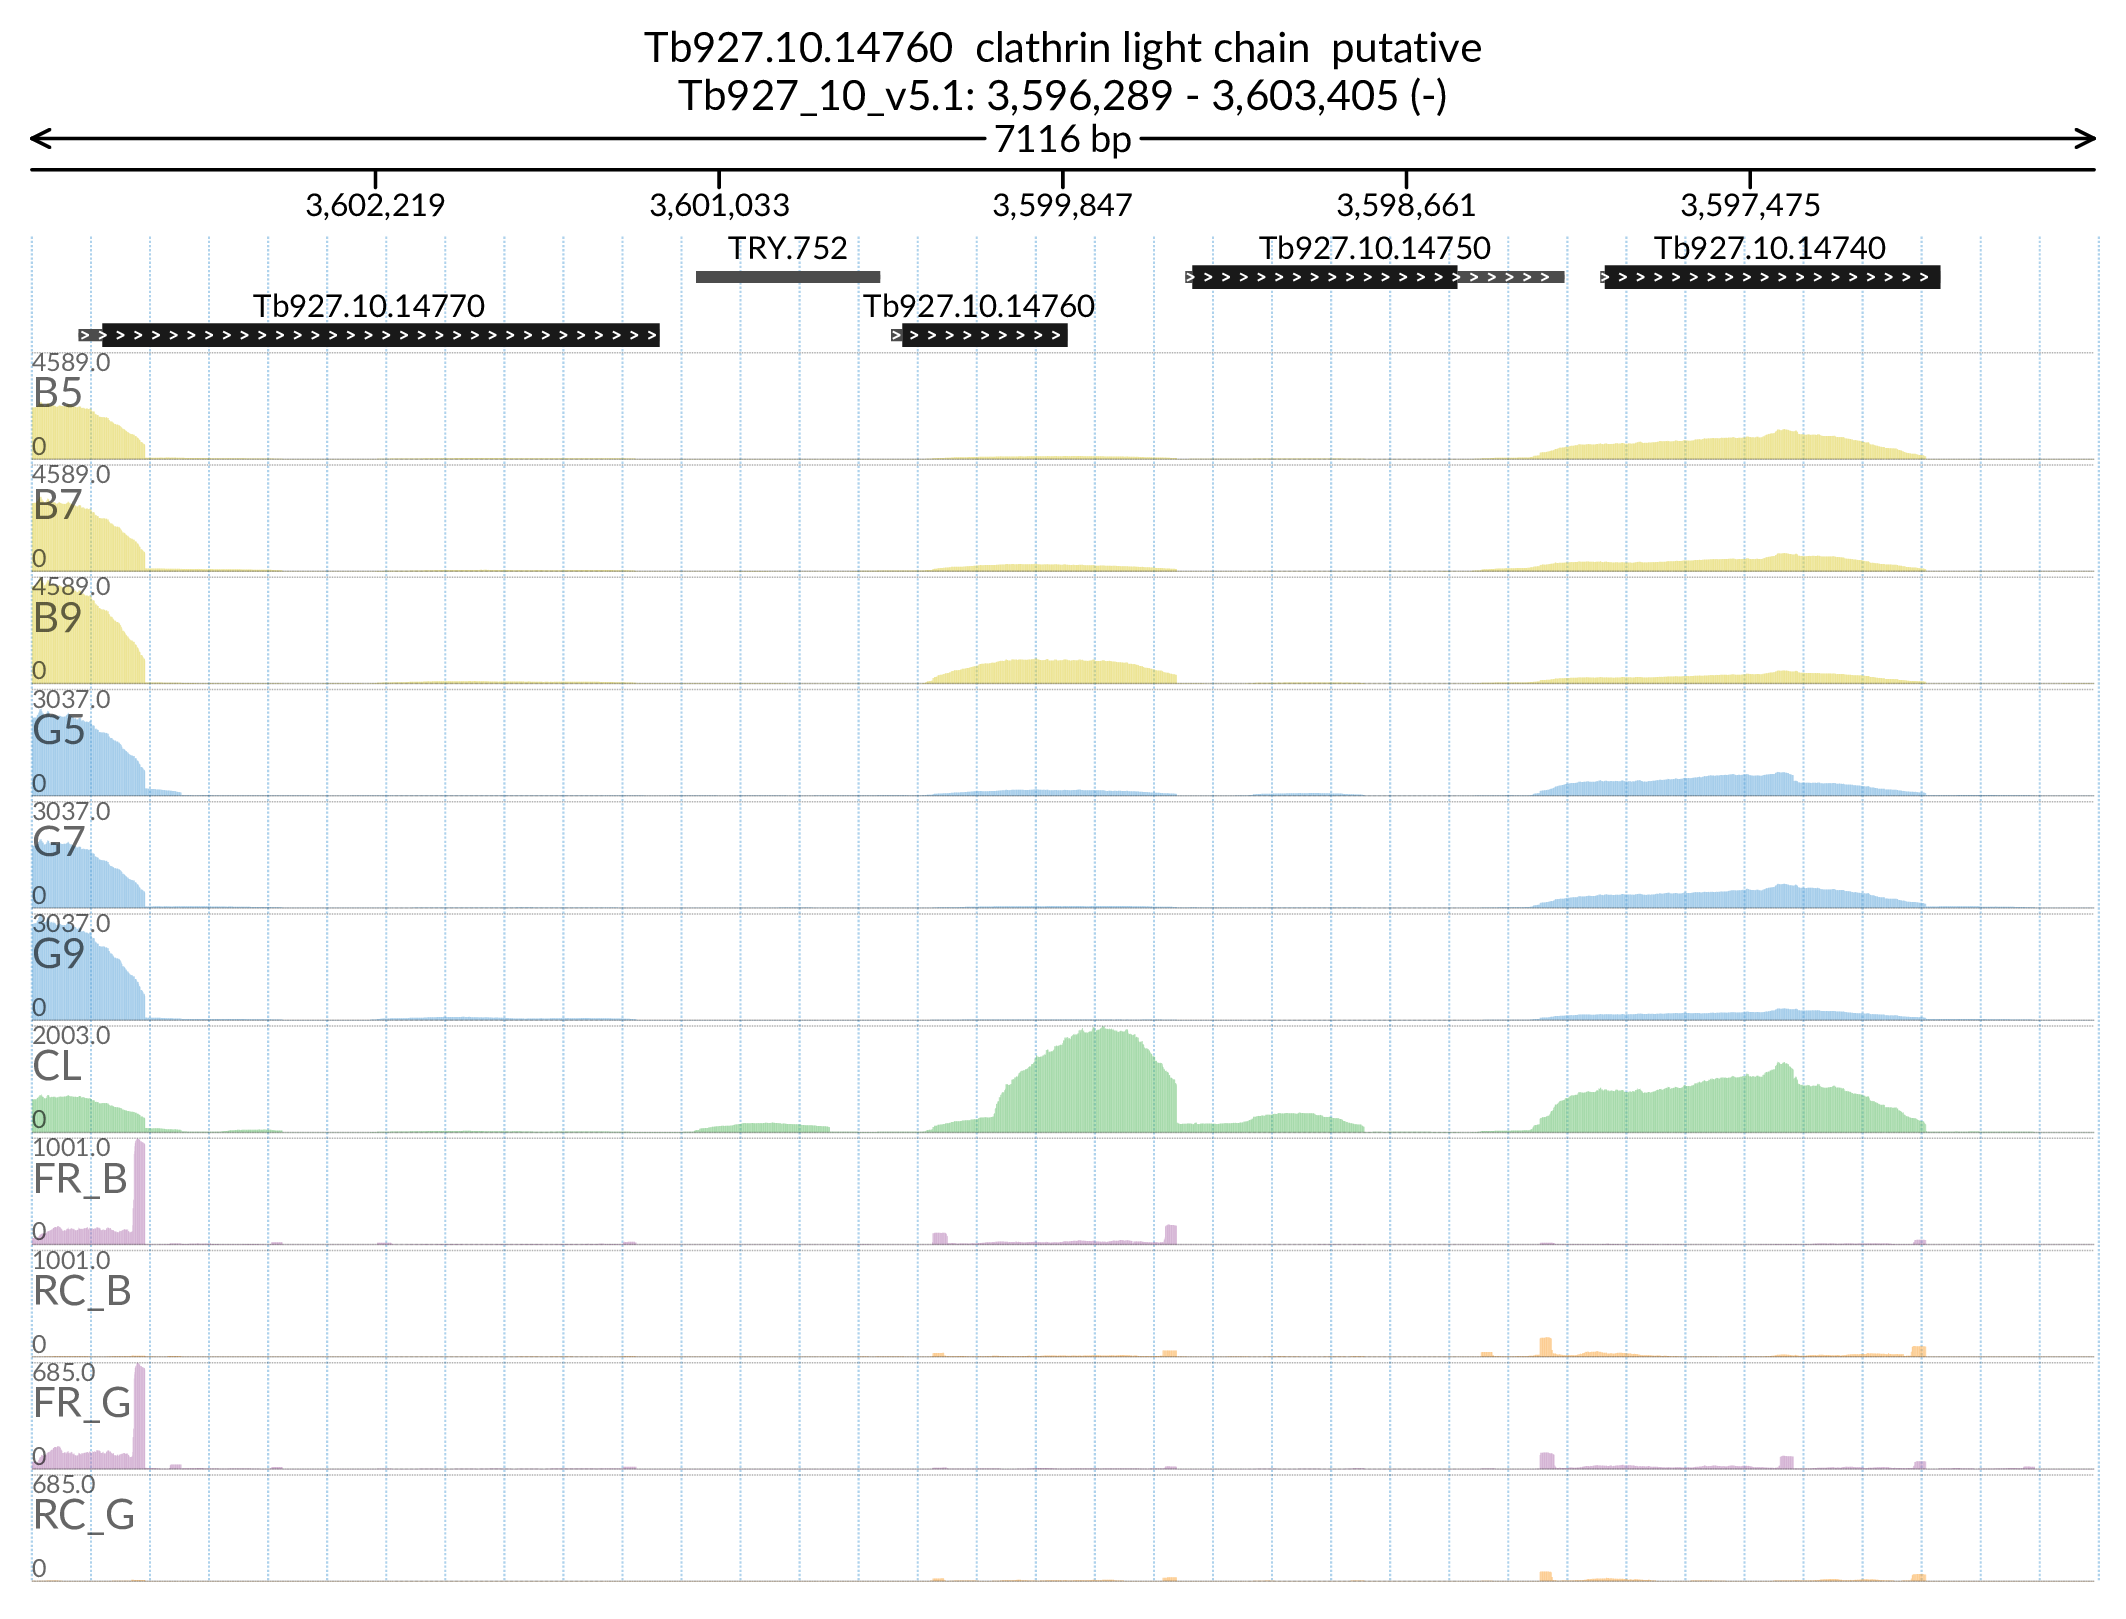 Tb927.10.14760  clathrin light chain  putative
Tb927_10_v5.1: 3,596,289 - 3,603,405 (-)
7116 bp
3,602,219 3,601,033 3,599,847 3,598,661 3,597,475
TRY.752 Tb927.10.14750 Tb927.10.14740
Tb927.10.14770 Tb927.10.14760
4589.0
B5
0
4589.0
B7
0
4589.0
B9
0
3037.0
G5
0
3037.0
G7
0
3037.0
G9
0
2003.0
CL
0
1001.0
FR_B
0
1001.0
RC_B
0
685.0
FR_G
0
685.0
RC_G
0